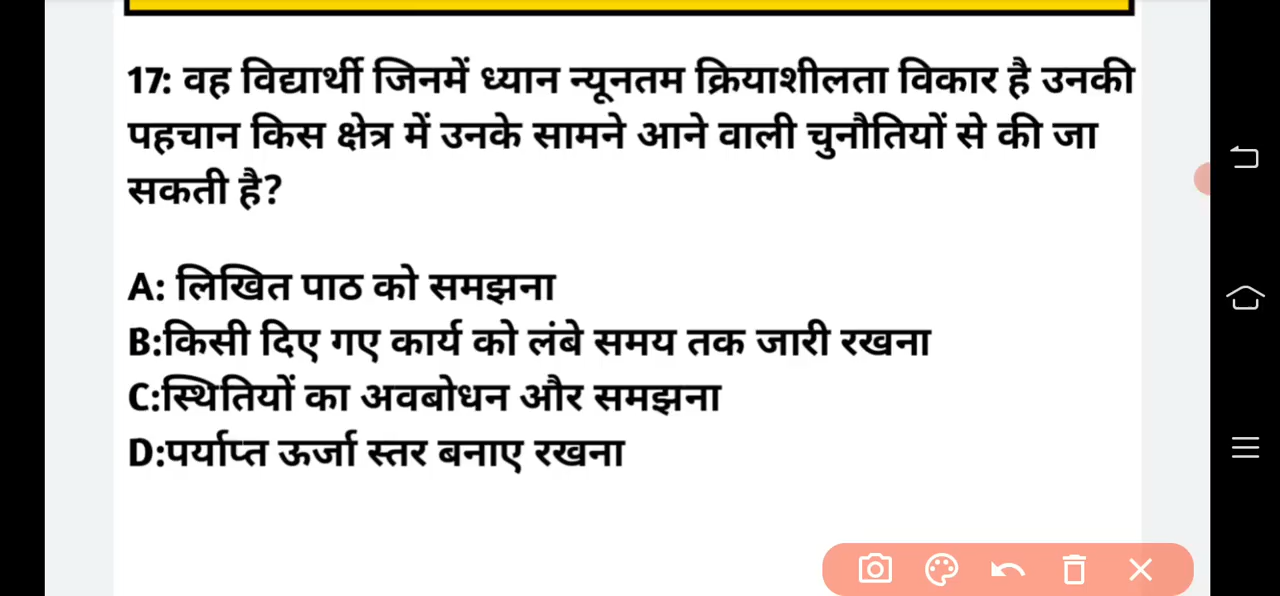 17: वह विद्यार्थी जिनमें ध्यान न्यूनतम क्रियाशीलता विकार है उनकी
पहचान किस क्षेत्र में उनके सामने आने वाली चुनौतियों से की जा
सकती है?
A: लिखित पाठ को समझना
B:किसी दिए गए कार्य को लंबे समय तक जारी रखना
C:स्थितियों का अवबोधन और समझना
D:पर्याप्त ऊर्जा स्तर बनाए रखना